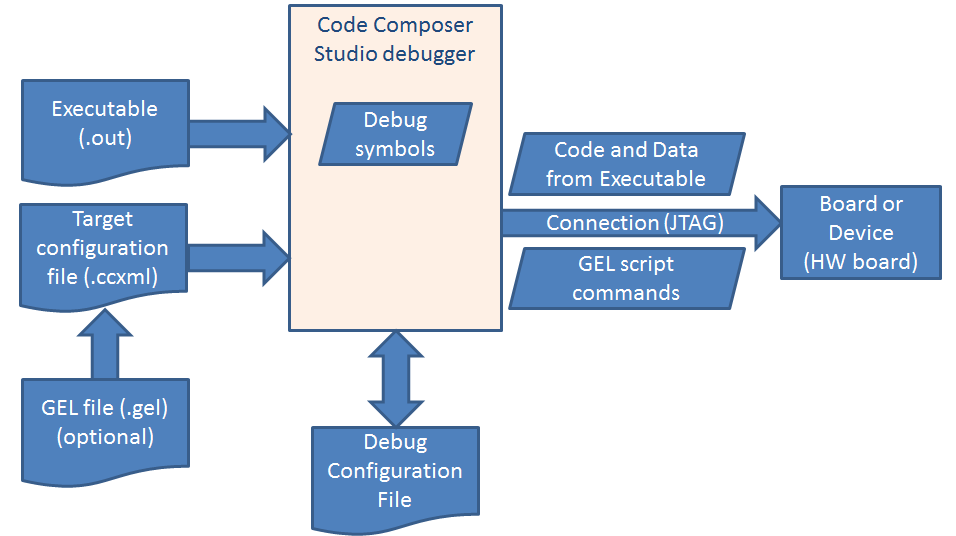 Code Composer
Studio debugger
Executable
(.out)
Debug
symbols
Code and Data
from Executable
Target
configuration
file (.ccxml)
Connection (JTAG)
Board or
Device
(HW board)
GEL script
commands
GEL file (.gel)
(optional)
Debug
Configuration
File